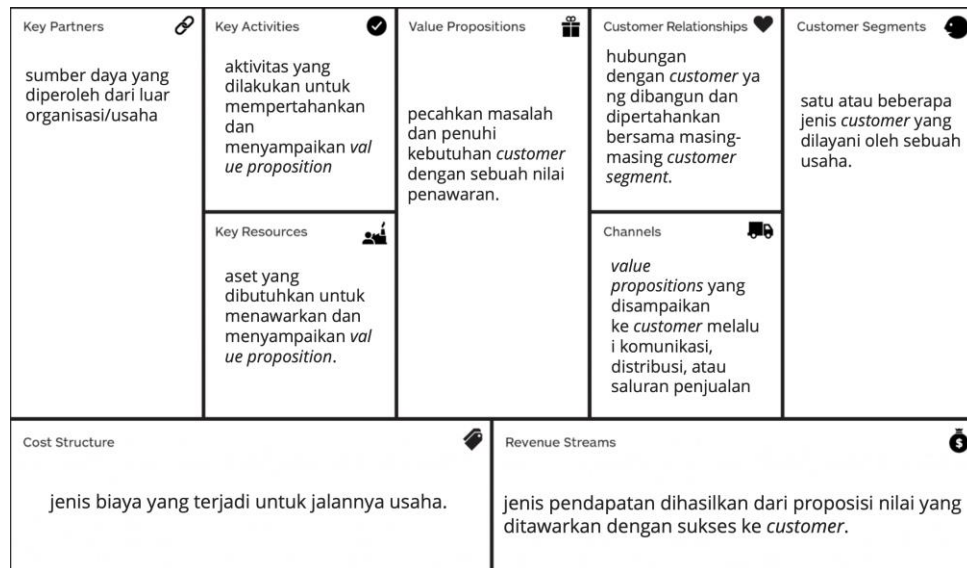 Key Partners
sumber daya yang
diperoleh dari luar
organisasi/usaha
Key Activities
aktivitas yang
dilakukan untuk
mempertahankan
dan
menyampaikan val
ue proposition
Key Resources
aset yang
dibutuhkan untuk
menawarkan dan
menyampaikan val
ue proposition.
Value Propositions
pecahkan masalah
dan penuhi
kebutuhan customer
dengan sebuah nilai
penawaran.
Customer Relationships
hubungan
dengan customer ya
ng dibangun dan
dipertahankan
bersama masing-
masing customer
segment.
Channels
value
propositions yang
disampaikan
ke customer melalu
i komunikasi,
distribusi, atau
saluran penjualan
Customer Segments
satu atau beberapa
jenis customer yang
dilayani oleh sebuah
usaha.
Cost Structure
jenis biaya yang terjadi untuk jalannya usaha.
Revenue Streams
$
jenis pendapatan dihasilkan dari proposisi nilai yang
ditawarkan dengan sukses ke customer.